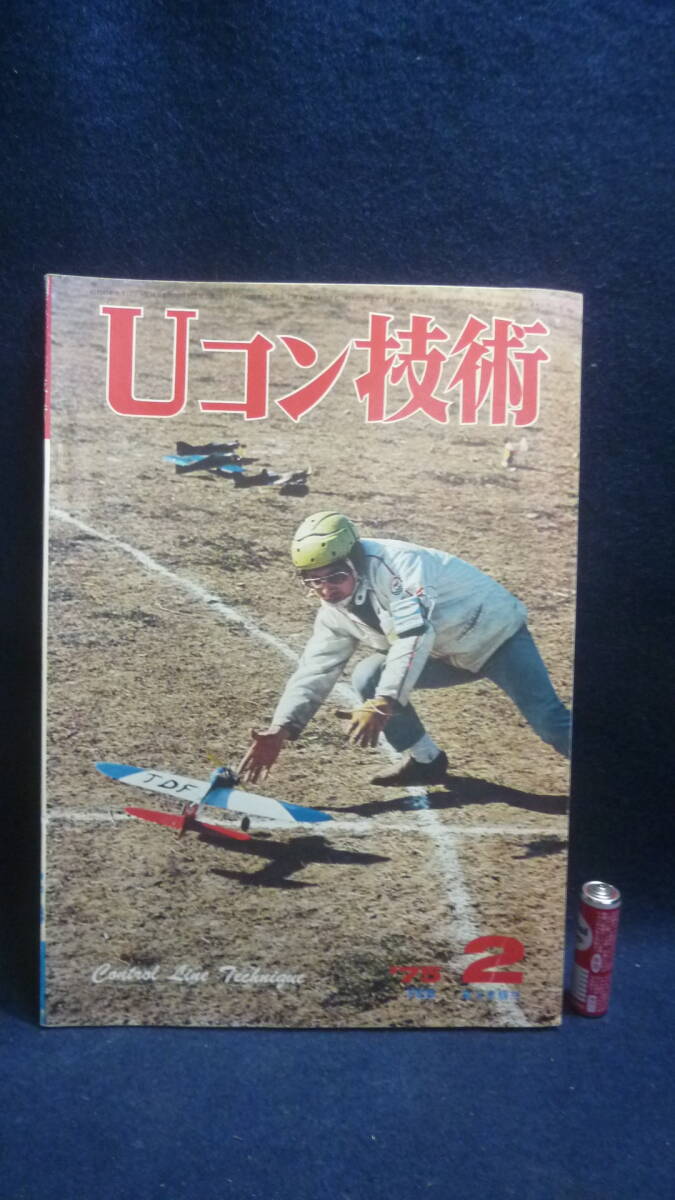 Uコン技術
TDF
Control Line Technique
'75 2